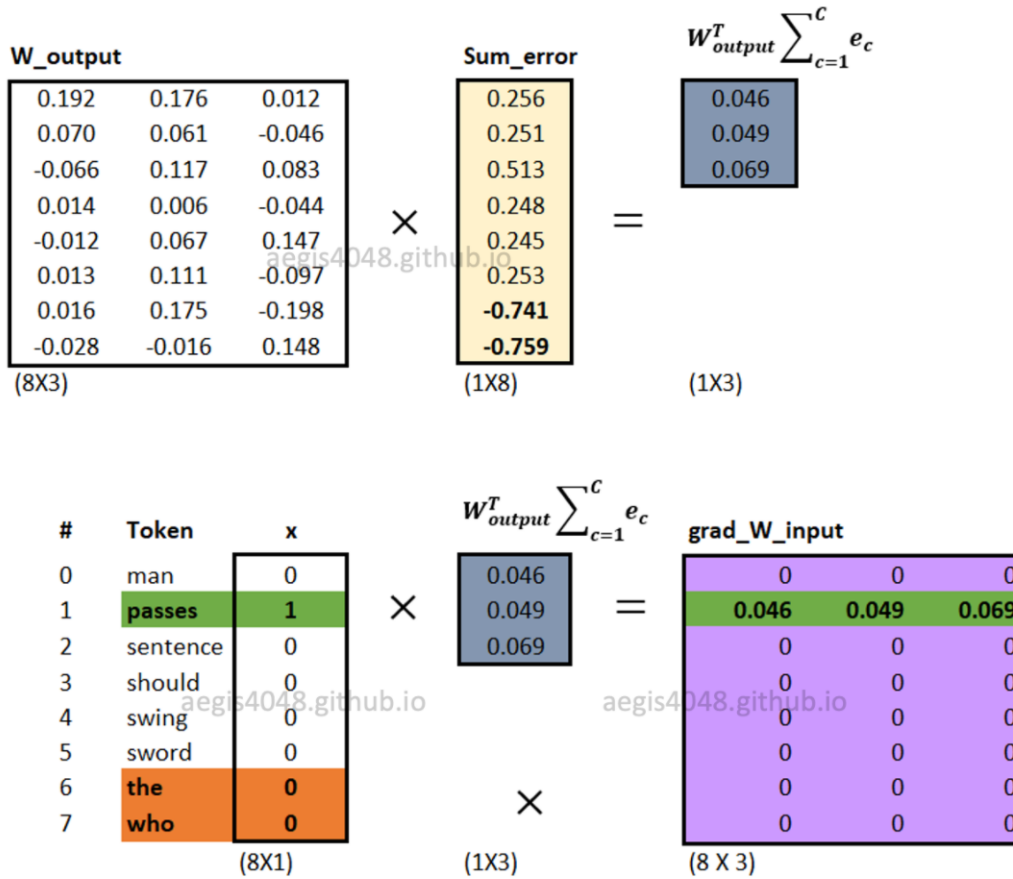 W^T_output ∑^C_{c=1} e_c
W_output Sum_error
0.192 0.176 0.012 0.256 0.046
0.070 0.061 -0.046 0.251 0.049
-0.066 0.117 0.083 0.513 0.069
0.014 0.006 -0.044 0.248
× =
-0.012 0.067 0.147 0.245
aegis4048.github.io
0.013 0.111 -0.097 0.253
0.016 0.175 -0.198 -0.741
-0.028 -0.016 0.148 -0.759
(8X3) (1X8) (1X3)
W^T_output ∑^C_{c=1} e_c
# Token x grad_W_input
0 man 0 0.046 0 0 0
1 passes 1 × 0.049 = 0.046 0.049 0.069
2 sentence 0 0.069 0 0 0
3 should 0 0 0 0
aegis4048.github.io aegis4048.github.io
4 swing 0 0 0 0
5 sword 0 0 0 0
6 the 0 0 0 0
×
7 who 0 0 0 0
(8X1) (1X3) (8 X 3)